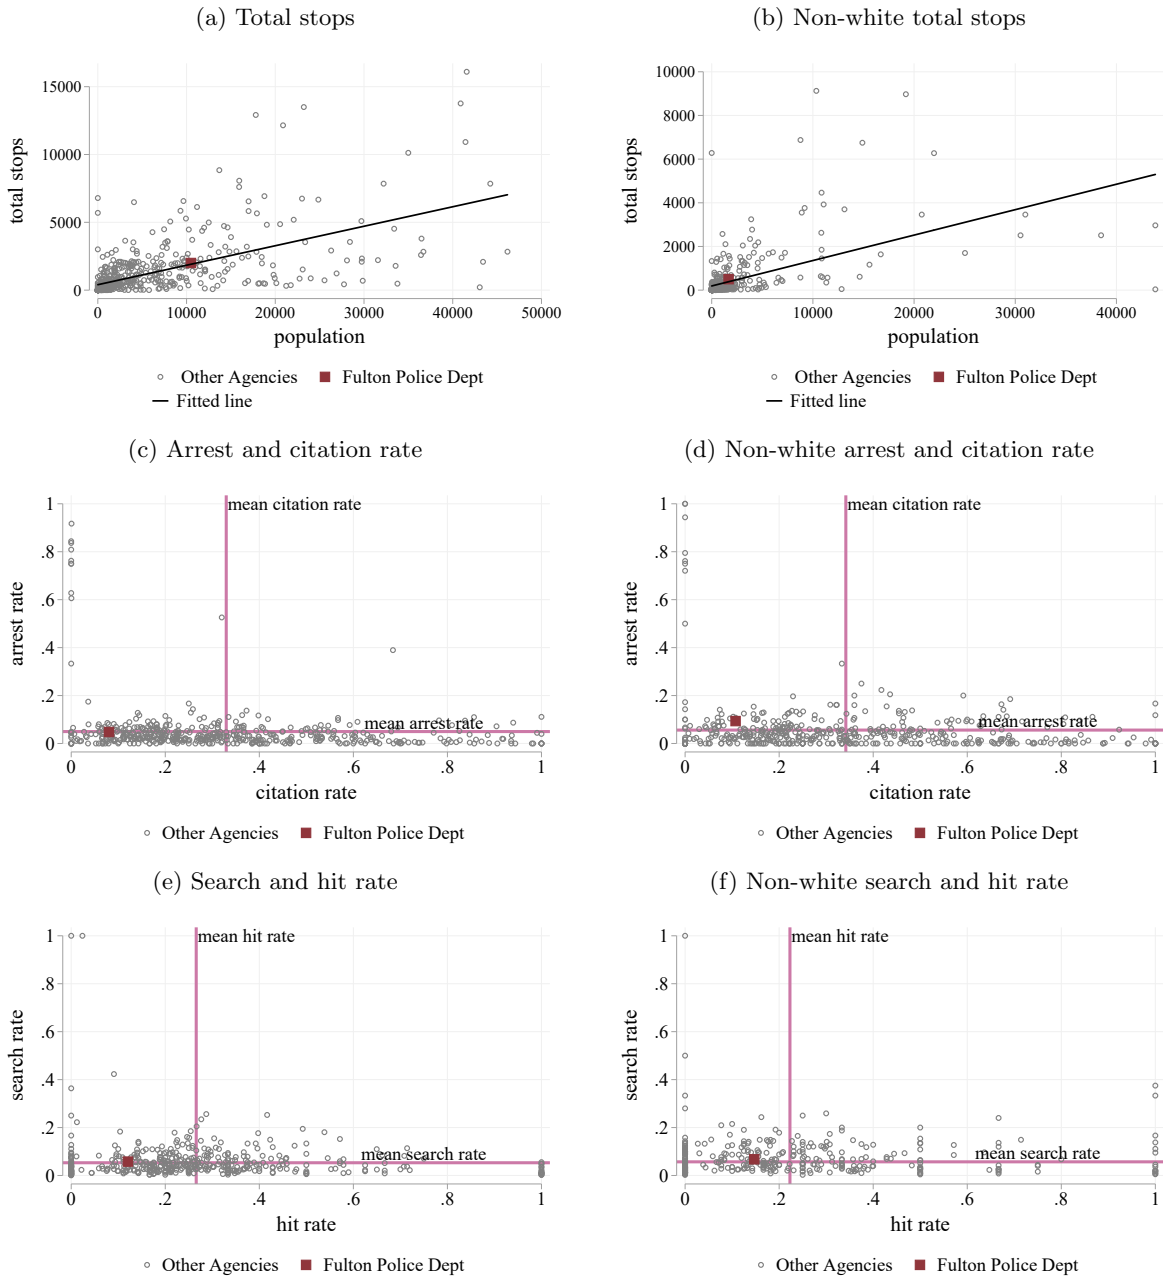 (a) Total stops
(b) Non-white total stops
total stops
15000
10000
5000
0
0 10000 20000 30000 40000 50000
population
Other Agencies Fulton Police Dept
Fitted line
total stops
10000
8000
6000
4000
2000
0
0 10000 20000 30000 40000
population
Other Agencies Fulton Police Dept
Fitted line
(c) Arrest and citation rate
(d) Non-white arrest and citation rate
arrest rate
1
.8
.6
.4
.2
0
mean citation rate
mean arrest rate
0 .2 .4 .6 .8 1
citation rate
Other Agencies Fulton Police Dept
arrest rate
1
.8
.6
.4
.2
0
mean citation rate
mean arrest rate
0 .2 .4 .6 .8 1
citation rate
Other Agencies Fulton Police Dept
(e) Search and hit rate
(f) Non-white search and hit rate
search rate
1
.8
.6
.4
.2
0
mean hit rate
mean search rate
0 .2 .4 .6 .8 1
hit rate
Other Agencies Fulton Police Dept
search rate
1
.8
.6
.4
.2
0
mean hit rate
mean search rate
0 .2 .4 .6 .8 1
hit rate
Other Agencies Fulton Police Dept